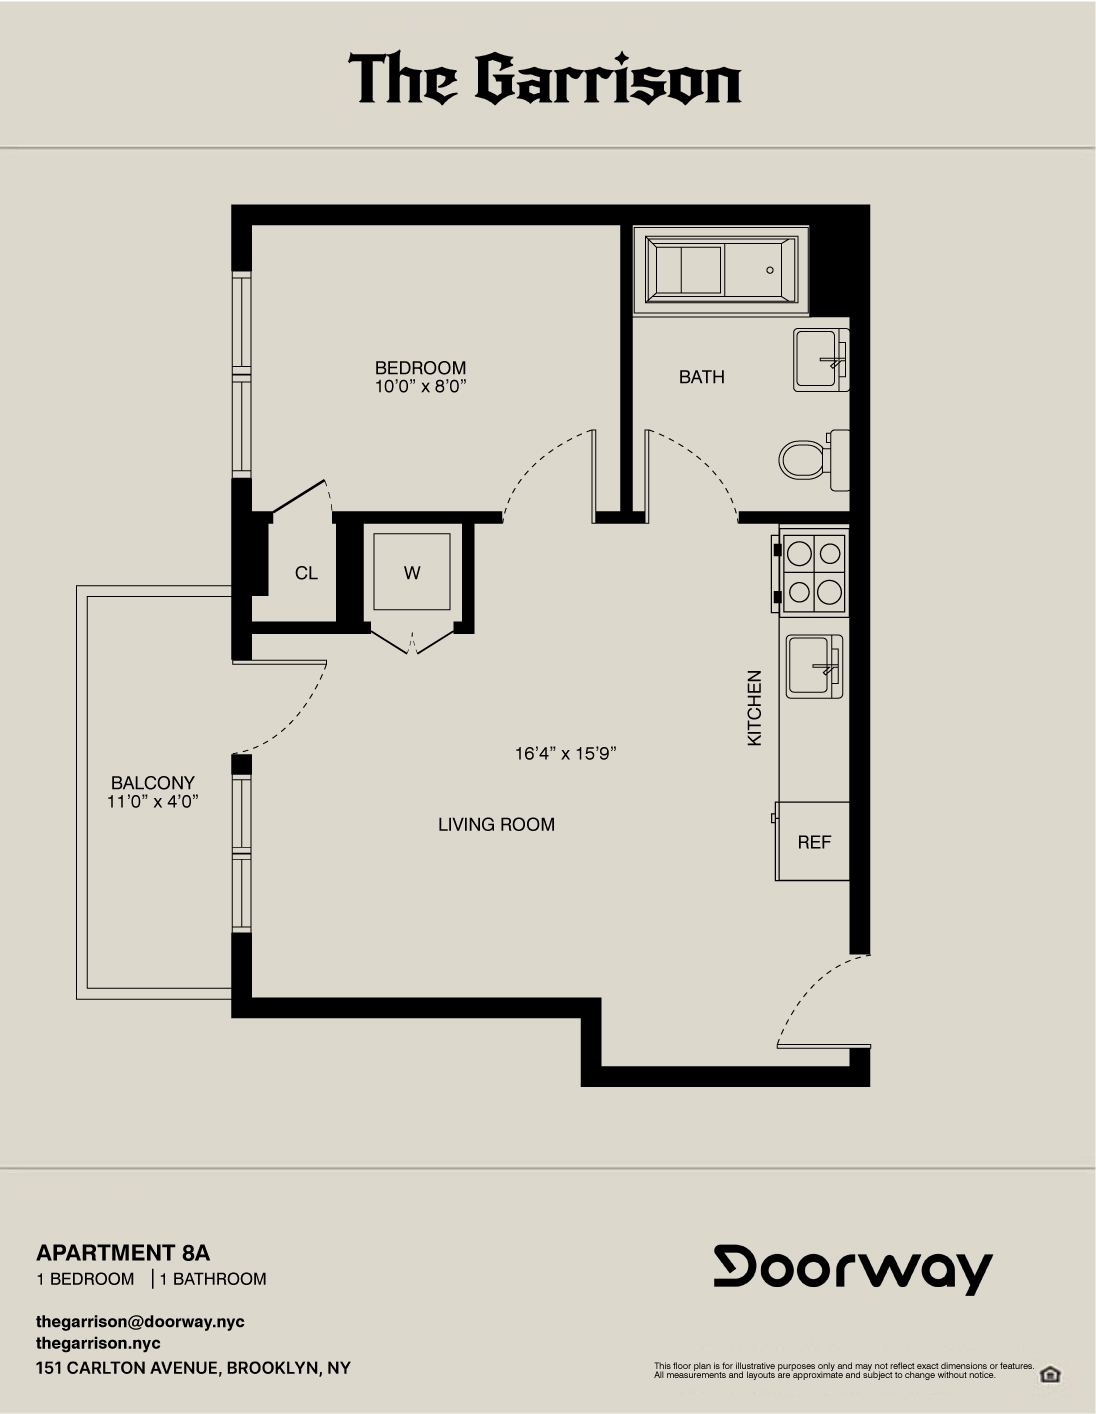 The Garrison
BEDROOM
10’0” x 8’0”
BATH
CL
W
KITCHEN
16’4” x 15’9”
BALCONY
11’0” x 4’0”
LIVING ROOM
REF
APARTMENT 8A
1 BEDROOM | 1 BATHROOM
thegarrison@doorway.nyc
thegarrison.nyc
151 CARLTON AVENUE, BROOKLYN, NY
Doorway
This floor plan is for illustrative purposes only and may not reflect exact dimensions or features.
All measurements and layouts are approximate and subject to change without notice.